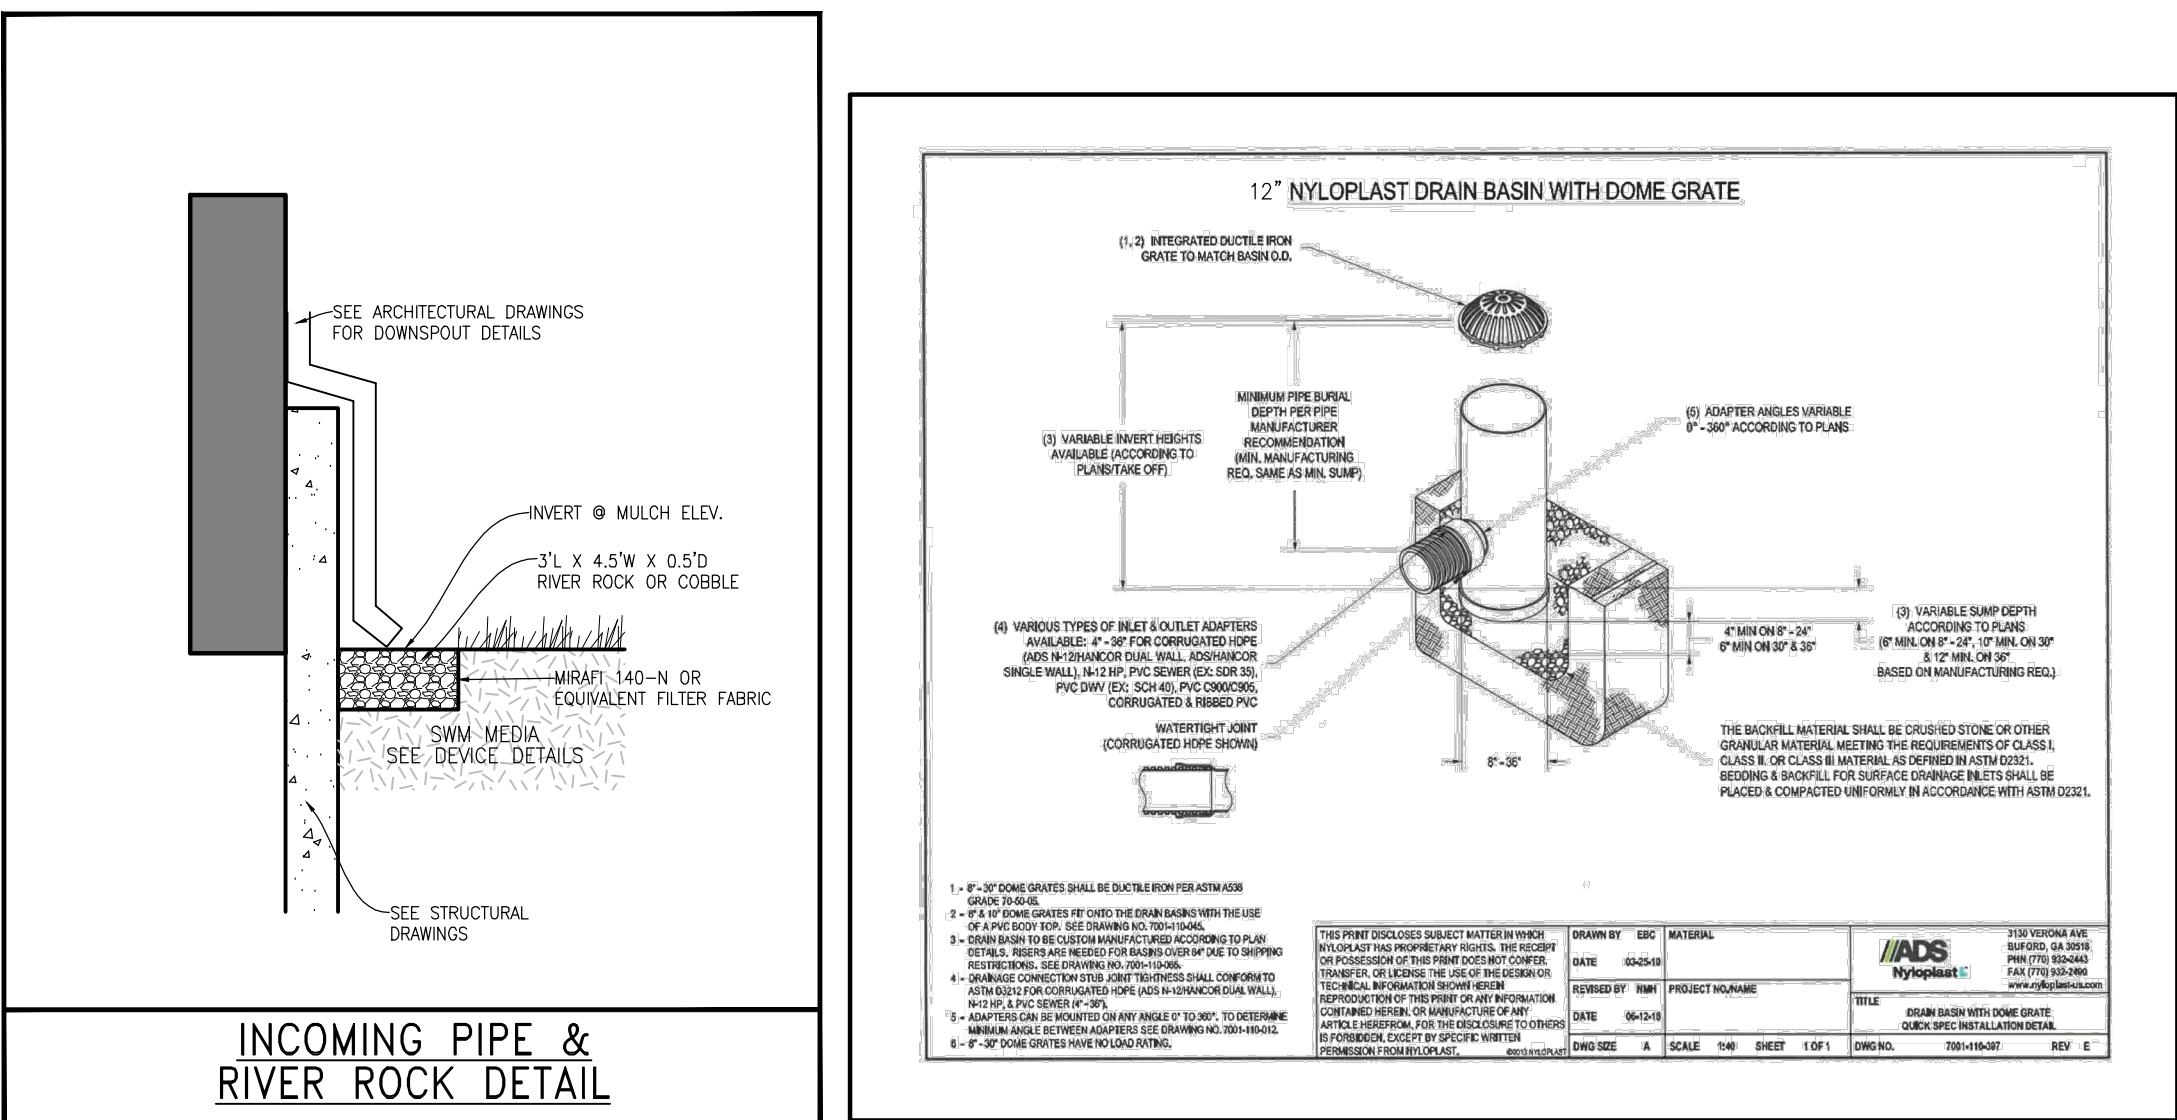 SEE ARCHITECTURAL DRAWINGS
FOR DOWNSPOUT DETAILS
INVERT @ MULCH ELEV.
3'L X 4.5'W X 0.5'D
RIVER ROCK OR COBBLE
MIRAFI 140-N OR
EQUIVALENT FILTER FABRIC
SWM MEDIA
SEE DEVICE DETAILS
SEE STRUCTURAL
DRAWINGS
INCOMING PIPE &
RIVER ROCK DETAIL
12" NYLOPLAST DRAIN BASIN WITH DOME GRATE
(1, 2) INTEGRATED DUCTILE IRON
GRATE TO MATCH BASIN O.D.
MINIMUM PIPE BURIAL
DEPTH PER PIPE
MANUFACTURER
RECOMMENDATION
(MIN. MANUFACTURING
REQ. SAME AS MIN. SUMP)
(3) VARIABLE INVERT HEIGHTS
AVAILABLE (ACCORDING TO
PLANS/TAKE OFF)
(5) ADAPTER ANGLES VARIABLE
0° - 360° ACCORDING TO PLANS
(4) VARIOUS TYPES OF INLET & OUTLET ADAPTERS
AVAILABLE: 4" - 36" FOR CORRUGATED HDPE
(ADS N-12/HANCOR DUAL WALL, ADS/HANCOR
SINGLE WALL), N-12 HP, PVC SEWER (EX: SDR 35),
PVC DWV (EX: SCH 40), PVC C900/C905,
CORRUGATED & RIBBED PVC
WATERTIGHT JOINT
(CORRUGATED HDPE SHOWN)
8" - 36"
4" MIN ON 8" - 24"
6" MIN ON 30" & 36"
(3) VARIABLE SUMP DEPTH
ACCORDING TO PLANS
(6" MIN. ON 8" - 24", 10" MIN. ON 30"
& 12" MIN. ON 36"
BASED ON MANUFACTURING REQ.)
THE BACKFILL MATERIAL SHALL BE CRUSHED STONE OR OTHER
GRANULAR MATERIAL MEETING THE REQUIREMENTS OF CLASS I,
CLASS II, OR CLASS III MATERIAL AS DEFINED IN ASTM D2321.
BEDDING & BACKFILL FOR SURFACE DRAINAGE INLETS SHALL BE
PLACED & COMPACTED UNIFORMLY IN ACCORDANCE WITH ASTM D2321.
1 - 8" - 30" DOME GRATES SHALL BE DUCTILE IRON PER ASTM A536
GRADE 70-50-05.
2 - 8" & 10" DOME GRATES FIT ONTO THE DRAIN BASINS WITH THE USE
OF A PVC BODY TOP. SEE DRAWING NO. 7001-110-045.
3 - DRAIN BASIN TO BE CUSTOM MANUFACTURED ACCORDING TO PLAN
DETAILS. RISERS ARE NEEDED FOR BASINS OVER 84" DUE TO SHIPPING
RESTRICTIONS. SEE DRAWING NO. 7001-110-065.
4 - DRAINAGE CONNECTION STUB JOINT TIGHTNESS SHALL CONFORM TO
ASTM D3212 FOR CORRUGATED HDPE (ADS N-12/HANCOR DUAL WALL),
N-12 HP, & PVC SEWER (4" - 36").
5 - ADAPTERS CAN BE MOUNTED ON ANY ANGLE 0° TO 360°. TO DETERMINE
MINIMUM ANGLE BETWEEN ADAPTERS SEE DRAWING NO. 7001-110-012.
6 - 8" - 30" DOME GRATES HAVE NO LOAD RATING.
THIS PRINT DISCLOSES SUBJECT MATTER IN WHICH
NYLOPLAST HAS PROPRIETARY RIGHTS. THE RECEIPT
OR POSSESSION OF THIS PRINT DOES NOT CONFER,
TRANSFER, OR LICENSE THE USE OF THE DESIGN OR
TECHNICAL INFORMATION SHOWN HEREIN
REPRODUCTION OF THIS PRINT OR ANY INFORMATION
CONTAINED HEREIN, OR MANUFACTURE OF ANY
ARTICLE HEREFROM, FOR THE DISCLOSURE TO OTHERS
IS FORBIDDEN, EXCEPT BY SPECIFIC WRITTEN
PERMISSION FROM NYLOPLAST.
©2013 NYLOPLAST
DRAWN BY EBC
DATE 03-25-10
REVISED BY NMH
DATE 06-12-18
DWG SIZE A
MATERIAL
PROJECT NO./NAME
SCALE 1:40 SHEET 1 OF 1
ADS
Nyloplast
3130 VERONA AVE
BUFORD, GA 30518
PHN (770) 932-2443
FAX (770) 932-2490
www.nyloplast-us.com
TITLE
DRAIN BASIN WITH DOME GRATE
QUICK SPEC INSTALLATION DETAIL
DWG NO. 7001-110-397 REV E